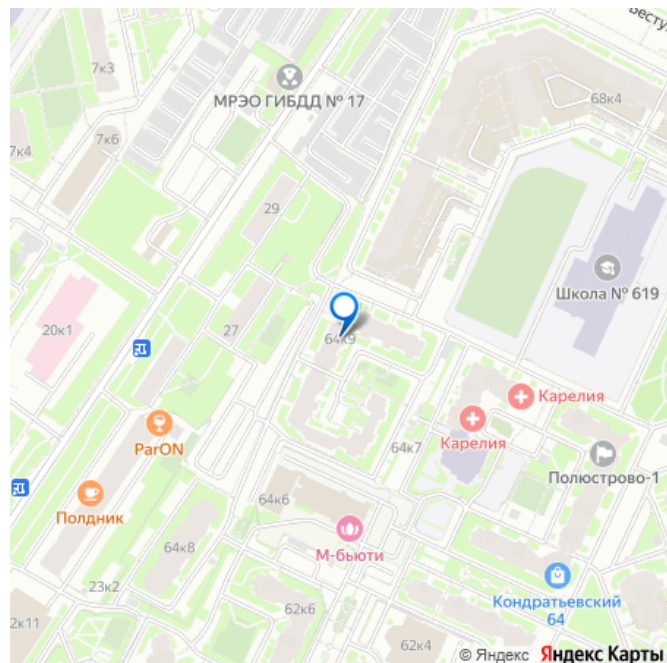 Бесту
7к3
МРЭО ГИБДД № 17
68к4
7к6
7к4
29
Школа № 619
20к1
27
64к9
Карелия
Карелия
ParON
64к7
Полюстрово-1
Полдник
64к6
64к8
М-бьюти
Кондратьевский
64
23к2
62к6
2к11
62к4
© Яндекс Яндекс Карты